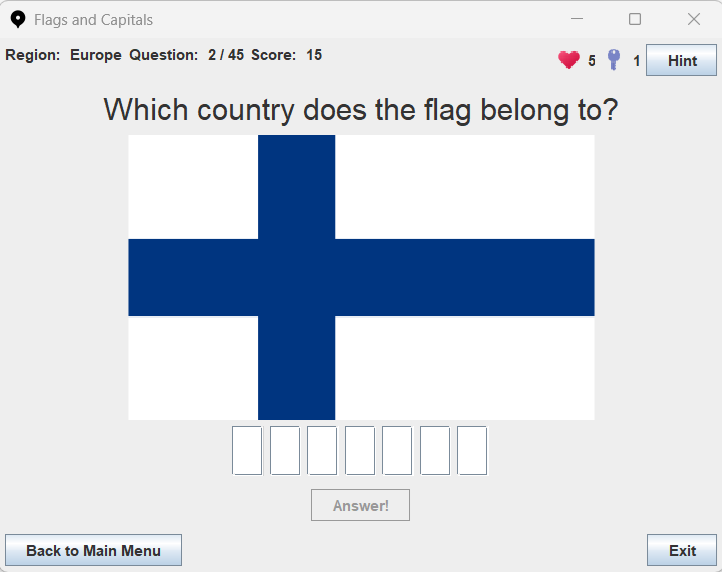 Flags and Capitals
Region: Europe Question: 2 / 45 Score: 15 5 1 Hint
Which country does the flag belong to?
Answer!
Back to Main Menu Exit